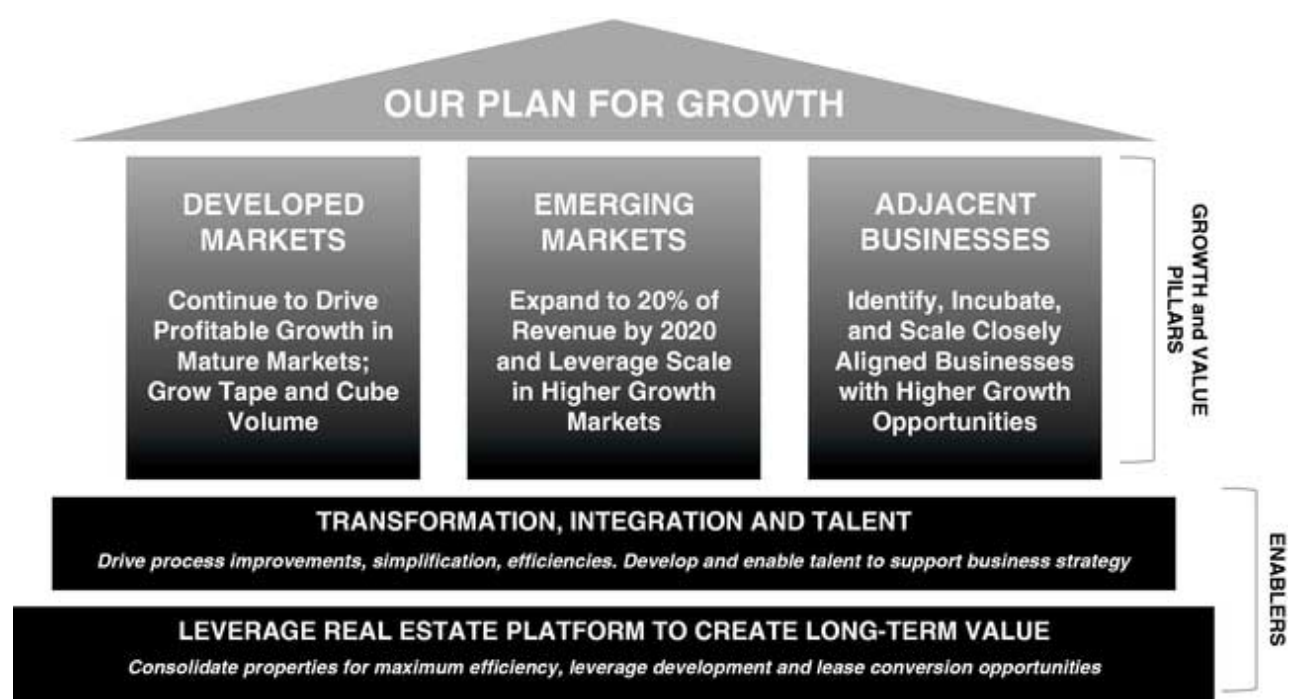 OUR PLAN FOR GROWTH
DEVELOPED
MARKETS
Continue to Drive
Profitable Growth in
Mature Markets;
Grow Tape and Cube
Volume
EMERGING
MARKETS
Expand to 20% of
Revenue by 2020
and Leverage Scale
in Higher Growth
Markets
ADJACENT
BUSINESSES
Identify, Incubate,
and Scale Closely
Aligned Businesses
with Higher Growth
Opportunities
GROWTH and VALUE
PILLARS
TRANSFORMATION, INTEGRATION AND TALENT
Drive process improvements, simplification, efficiencies. Develop and enable talent to support business strategy
LEVERAGE REAL ESTATE PLATFORM TO CREATE LONG-TERM VALUE
Consolidate properties for maximum efficiency, leverage development and lease conversion opportunities
ENABLERS